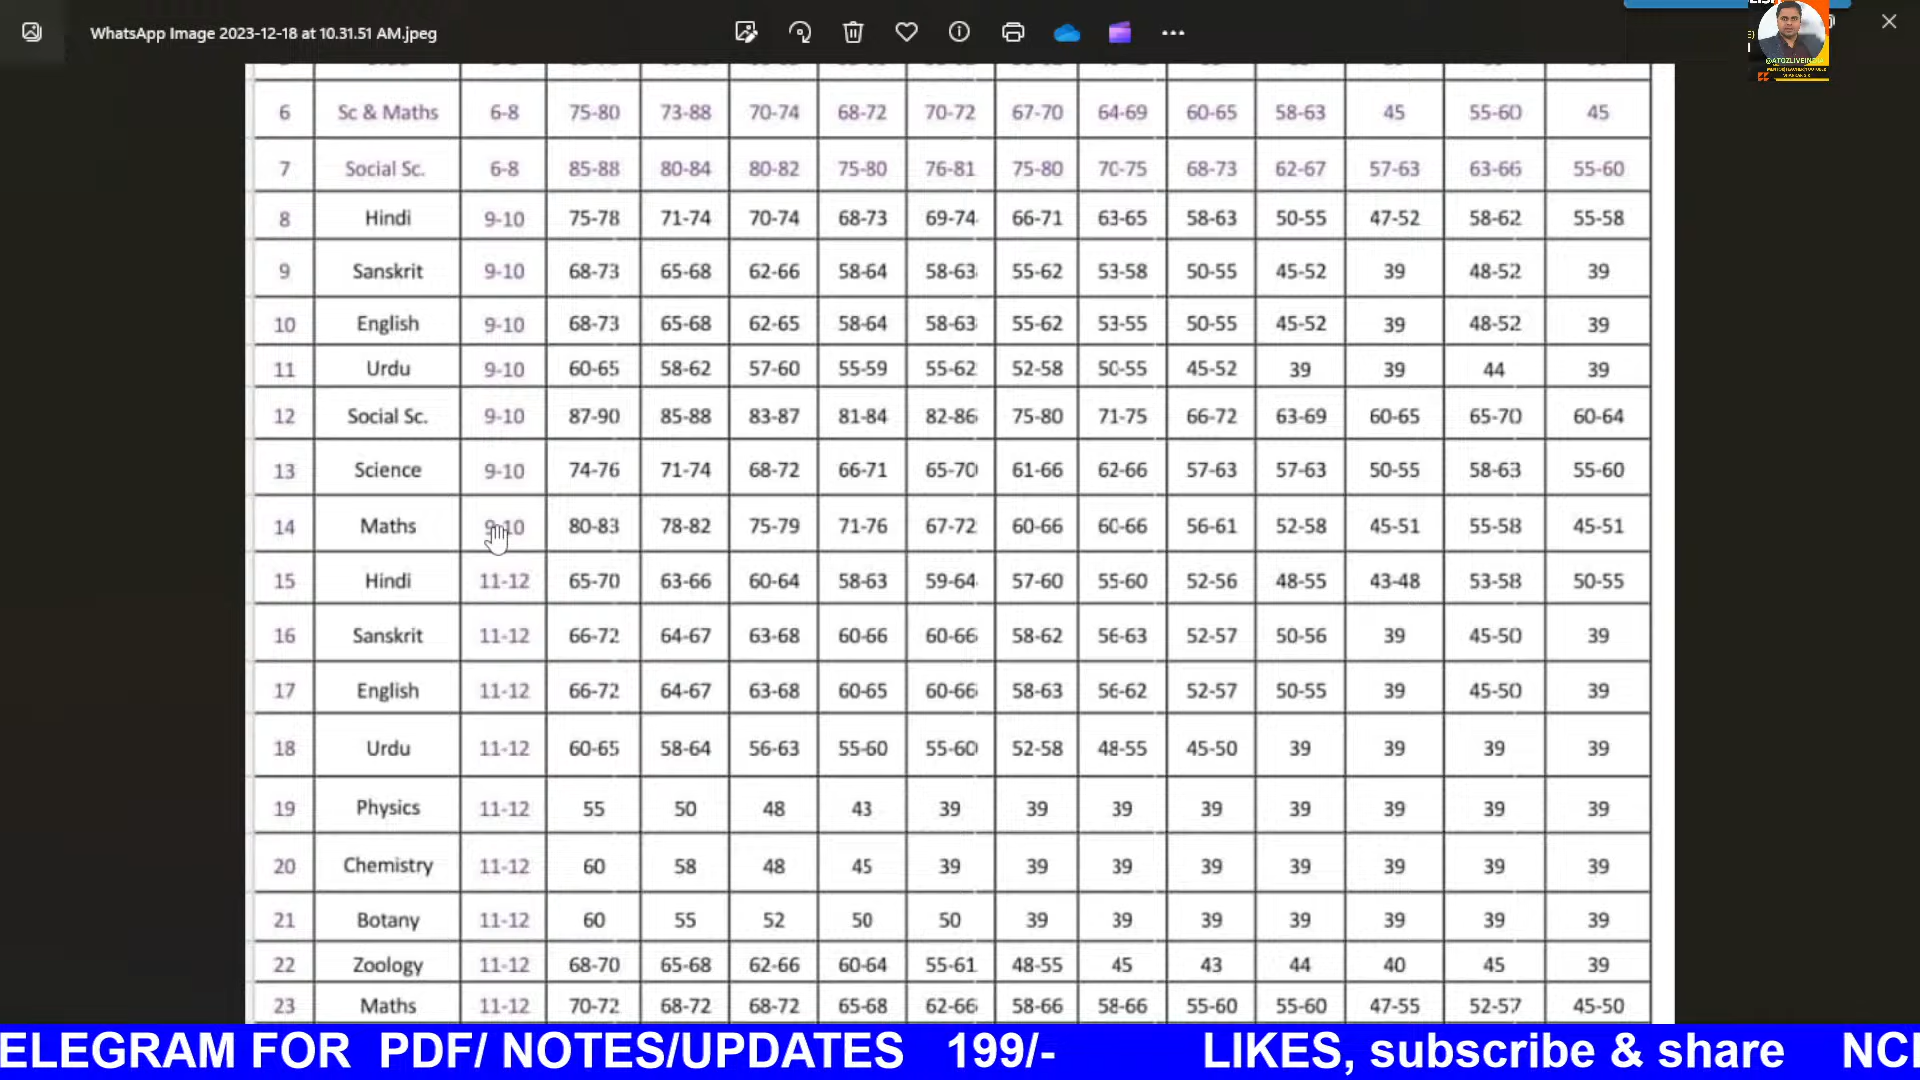 WhatsApp Image 2023-12-18 at 10.31.51 AM.jpeg
@ATOZLIVEINDIA
6 Sc & Maths 6-8 75-80 73-88 70-74 68-72 70-72 67-70 64-69 60-65 58-63 45 55-60 45
7 Social Sc. 6-8 85-88 80-84 80-82 75-80 76-81 75-80 70-75 68-73 62-67 57-63 63-66 55-60
8 Hindi 9-10 75-78 71-74 70-74 68-73 69-74 66-71 63-65 58-63 50-55 47-52 58-62 55-58
9 Sanskrit 9-10 68-73 65-68 62-66 58-64 58-63 55-62 53-58 50-55 45-52 39 48-52 39
10 English 9-10 68-73 65-68 62-65 58-64 58-63 55-62 53-55 50-55 45-52 39 48-52 39
11 Urdu 9-10 60-65 58-62 57-60 55-59 55-62 52-58 50-55 45-52 39 39 44 39
12 Social Sc. 9-10 87-90 85-88 83-87 81-84 82-86 75-80 71-75 66-72 63-69 60-65 65-70 60-64
13 Science 9-10 74-76 71-74 68-72 66-71 65-70 61-66 62-66 57-63 57-63 50-55 58-63 55-60
14 Maths 9-10 80-83 78-82 75-79 71-76 67-72 60-66 60-66 56-61 52-58 45-51 55-58 45-51
15 Hindi 11-12 65-70 63-66 60-64 58-63 59-64 57-60 55-60 52-56 48-55 43-48 53-58 50-55
16 Sanskrit 11-12 66-72 64-67 63-68 60-66 60-66 58-62 56-63 52-57 50-56 39 45-50 39
17 English 11-12 66-72 64-67 63-68 60-65 60-66 58-63 56-62 52-57 50-55 39 45-50 39
18 Urdu 11-12 60-65 58-64 56-63 55-60 55-60 52-58 48-55 45-50 39 39 39 39
19 Physics 11-12 55 50 48 43 39 39 39 39 39 39 39 39
20 Chemistry 11-12 60 58 48 45 39 39 39 39 39 39 39 39
21 Botany 11-12 60 55 52 50 50 39 39 39 39 39 39 39
22 Zoology 11-12 68-70 65-68 62-66 60-64 55-61 48-55 45 43 44 40 45 39
23 Maths 11-12 70-72 68-72 68-72 65-68 62-66 58-66 58-66 55-60 55-60 47-55 52-57 45-50
ELEGRAM FOR PDF/ NOTES/UPDATES 199/- LIKES, subscribe & share NC